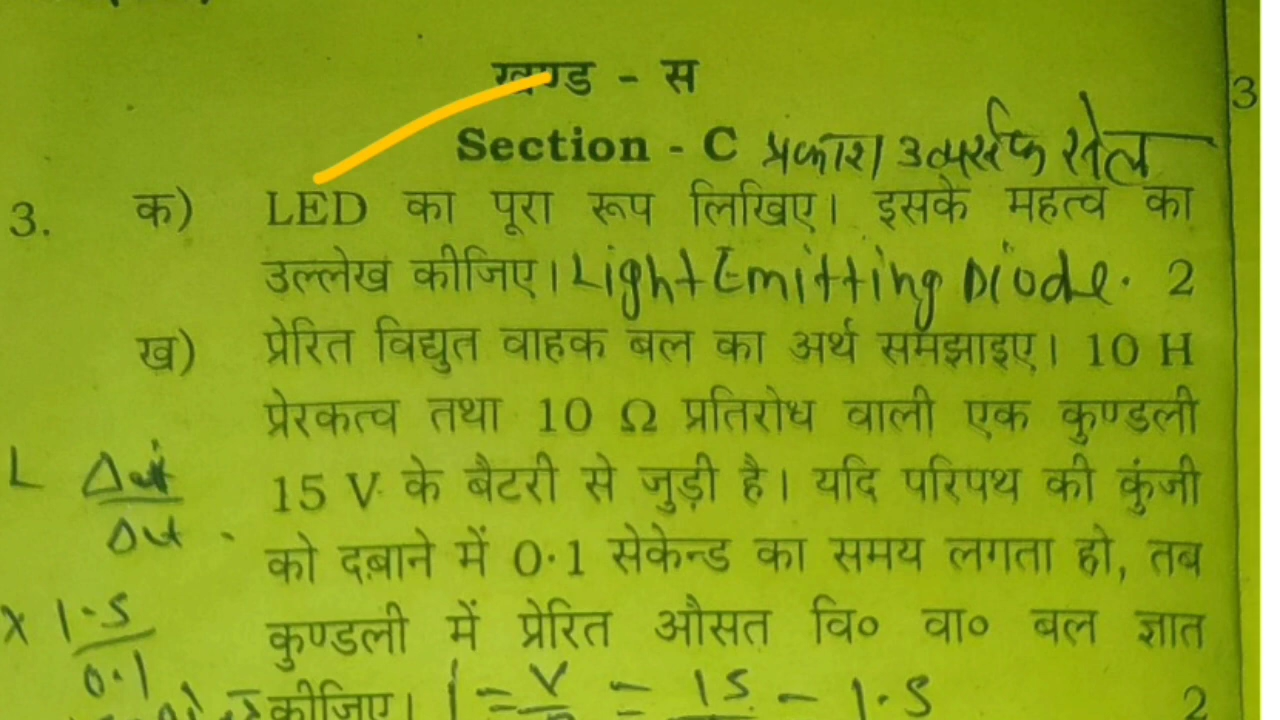 खण्ड - स
Section - C प्रकाश उत्सर्जक सेल
3
3. क) LED का पूरा रूप लिखिए। इसके महत्व का
उल्लेख कीजिए। Light Emitting Diode. 2
ख) प्रेरित विद्युत वाहक बल का अर्थ समझाइए। 10 H
प्रेरकत्व तथा 10 Ω प्रतिरोध वाली एक कुण्डली
L
15 V के बैटरी से जुड़ी है। यदि परिपथ की कुंजी
को दबाने में 0·1 सेकेन्ड का समय लगता हो, तब
x 1.5
0.1
कुण्डली में प्रेरित औसत वि० वा० बल ज्ञात
कीजिए। I = V = 15 - 1.5 2